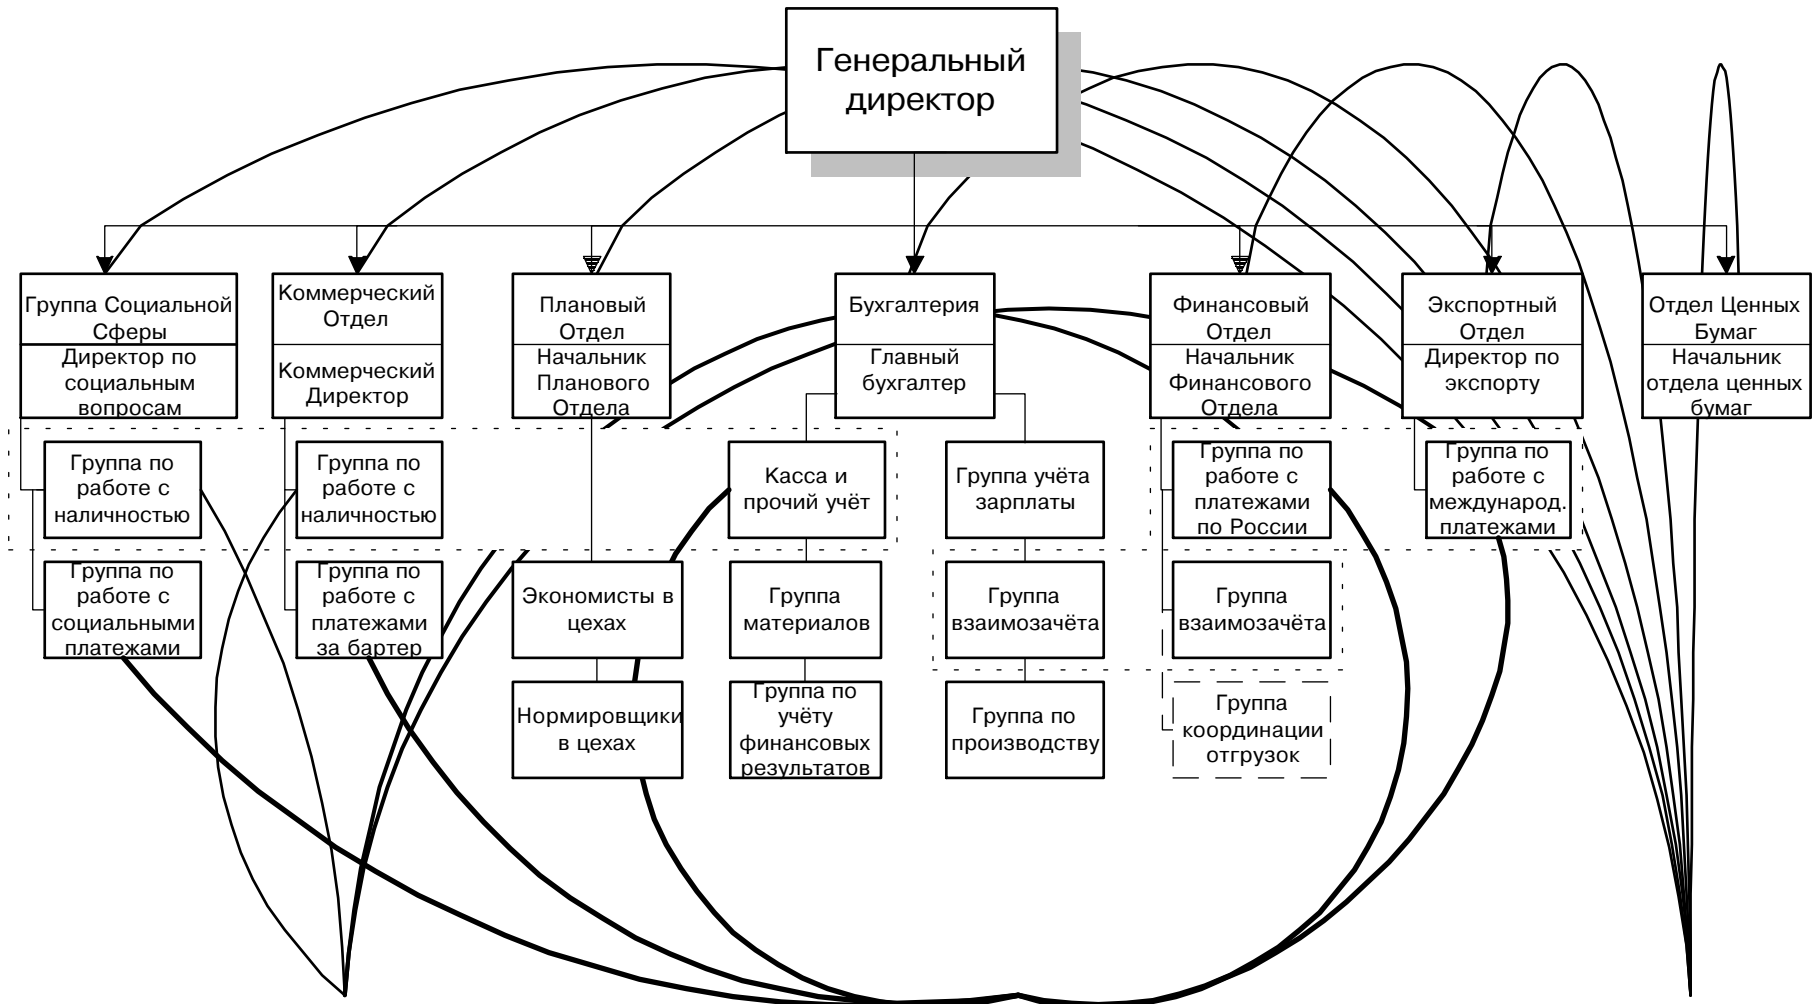 Генеральный
директор
Группа Социальной
Сферы
Директор по
социальным
вопросам
Коммерческий
Отдел
Коммерческий
Директор
Плановый
Отдел
Начальник
Планового
Отдела
Бухгалтерия
Главный
бухгалтер
Финансовый
Отдел
Начальник
Финансового
Отдела
Экспортный
Отдел
Директор по
экспорту
Отдел Ценных
Бумаг
Начальник
отдела ценных
бумаг
Группа по
работе с
наличностью
Группа по
работе с
наличностью
Касса и
прочий учёт
Группа учёта
зарплаты
Группа по
работе с
платежами
по России
Группа по
работе с
международ.
платежами
Группа по
работе с
социальными
платежами
Группа по
работе с
платежами
за бартер
Экономисты в
цехах
Группа
материалов
Группа
взаимозачёта
Группа
взаимозачёта
Нормировщики
в цехах
Группа по
учёту
финансовых
результатов
Группа по
производству
Группа
координации
отгрузок